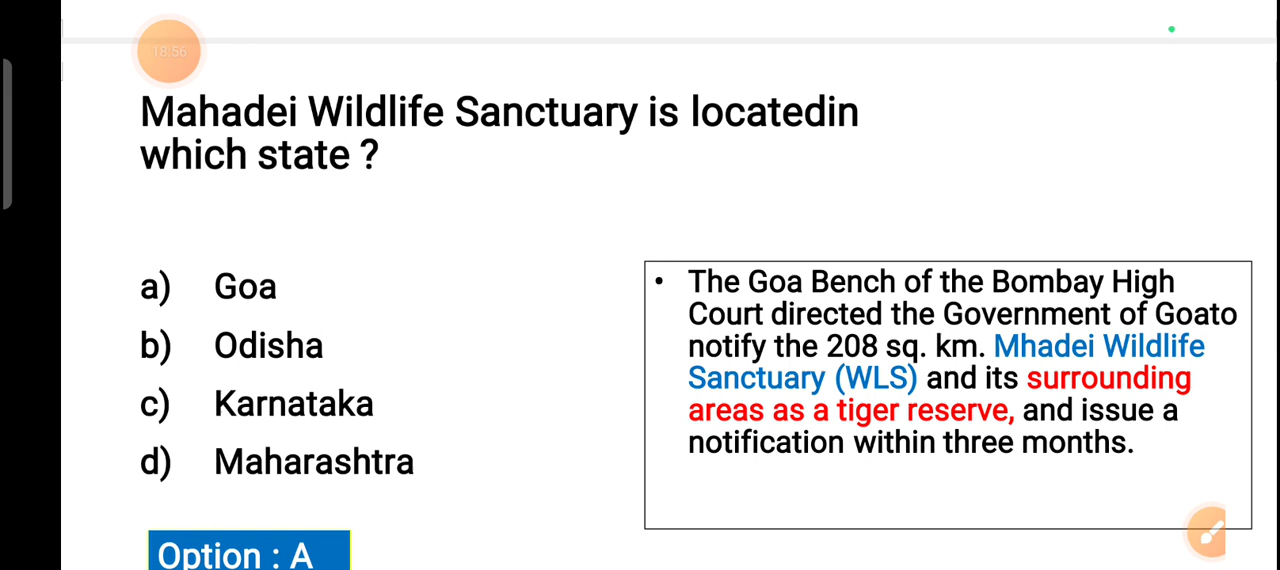 18:56
Mahadei Wildlife Sanctuary is locatedin
which state ?
a) Goa
b) Odisha
c) Karnataka
d) Maharashtra
Option : A
• The Goa Bench of the Bombay High
Court directed the Government of Goato
notify the 208 sq. km. Mhadei Wildlife
Sanctuary (WLS) and its surrounding
areas as a tiger reserve, and issue a
notification within three months.